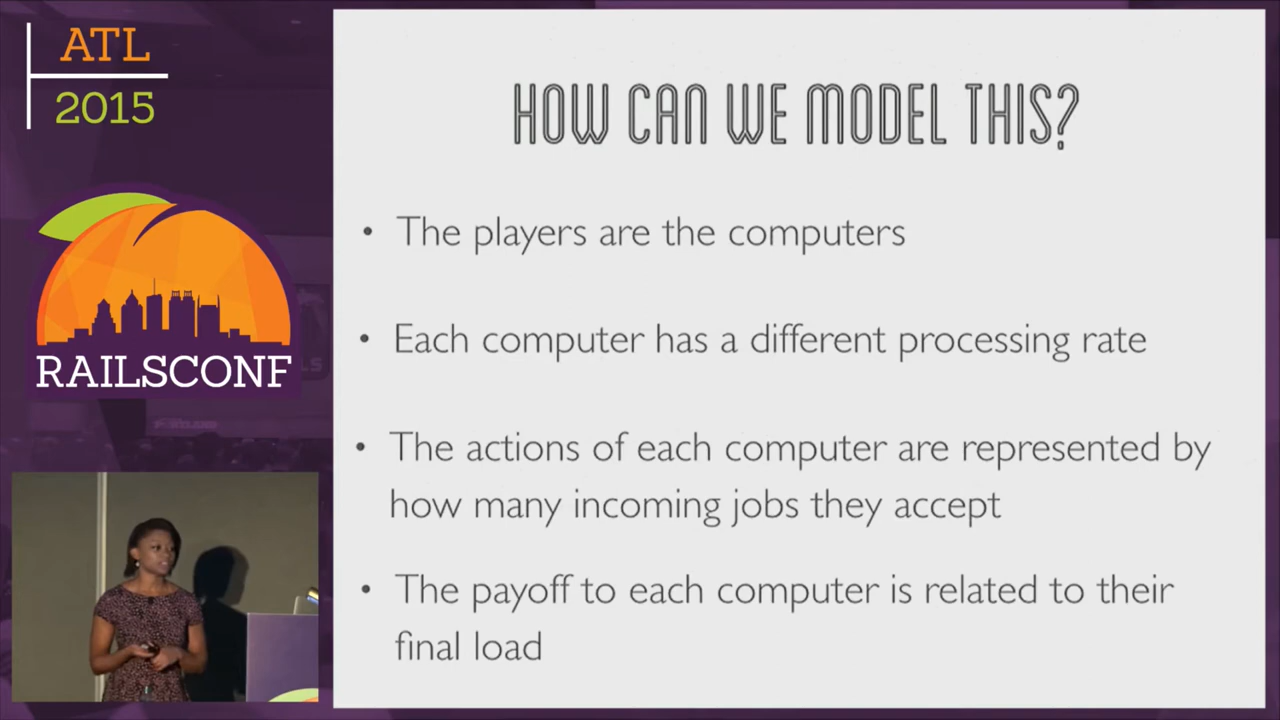 ATL
2015
RAILSCONF
HOW CAN WE MODEL THIS?
• The players are the computers
• Each computer has a different processing rate
• The actions of each computer are represented by
how many incoming jobs they accept
• The payoff to each computer is related to their
final load